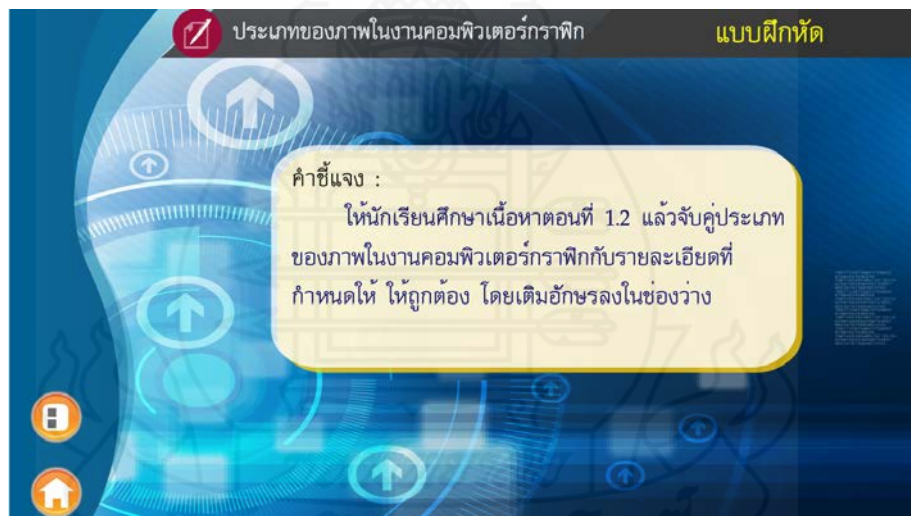 ประเภทของภาพในงานคอมพิวเตอร์กราฟิก
แบบฝึกหัด
คำชี้แจง :
ให้นักเรียนศึกษาเนื้อหาตอนที่ 1.2 แล้วจับคู่ประเภท
ของภาพในงานคอมพิวเตอร์กราฟิกกับรายละเอียดที่
กำหนดให้ ให้ถูกต้อง โดยเติมอักษรลงในช่องว่าง